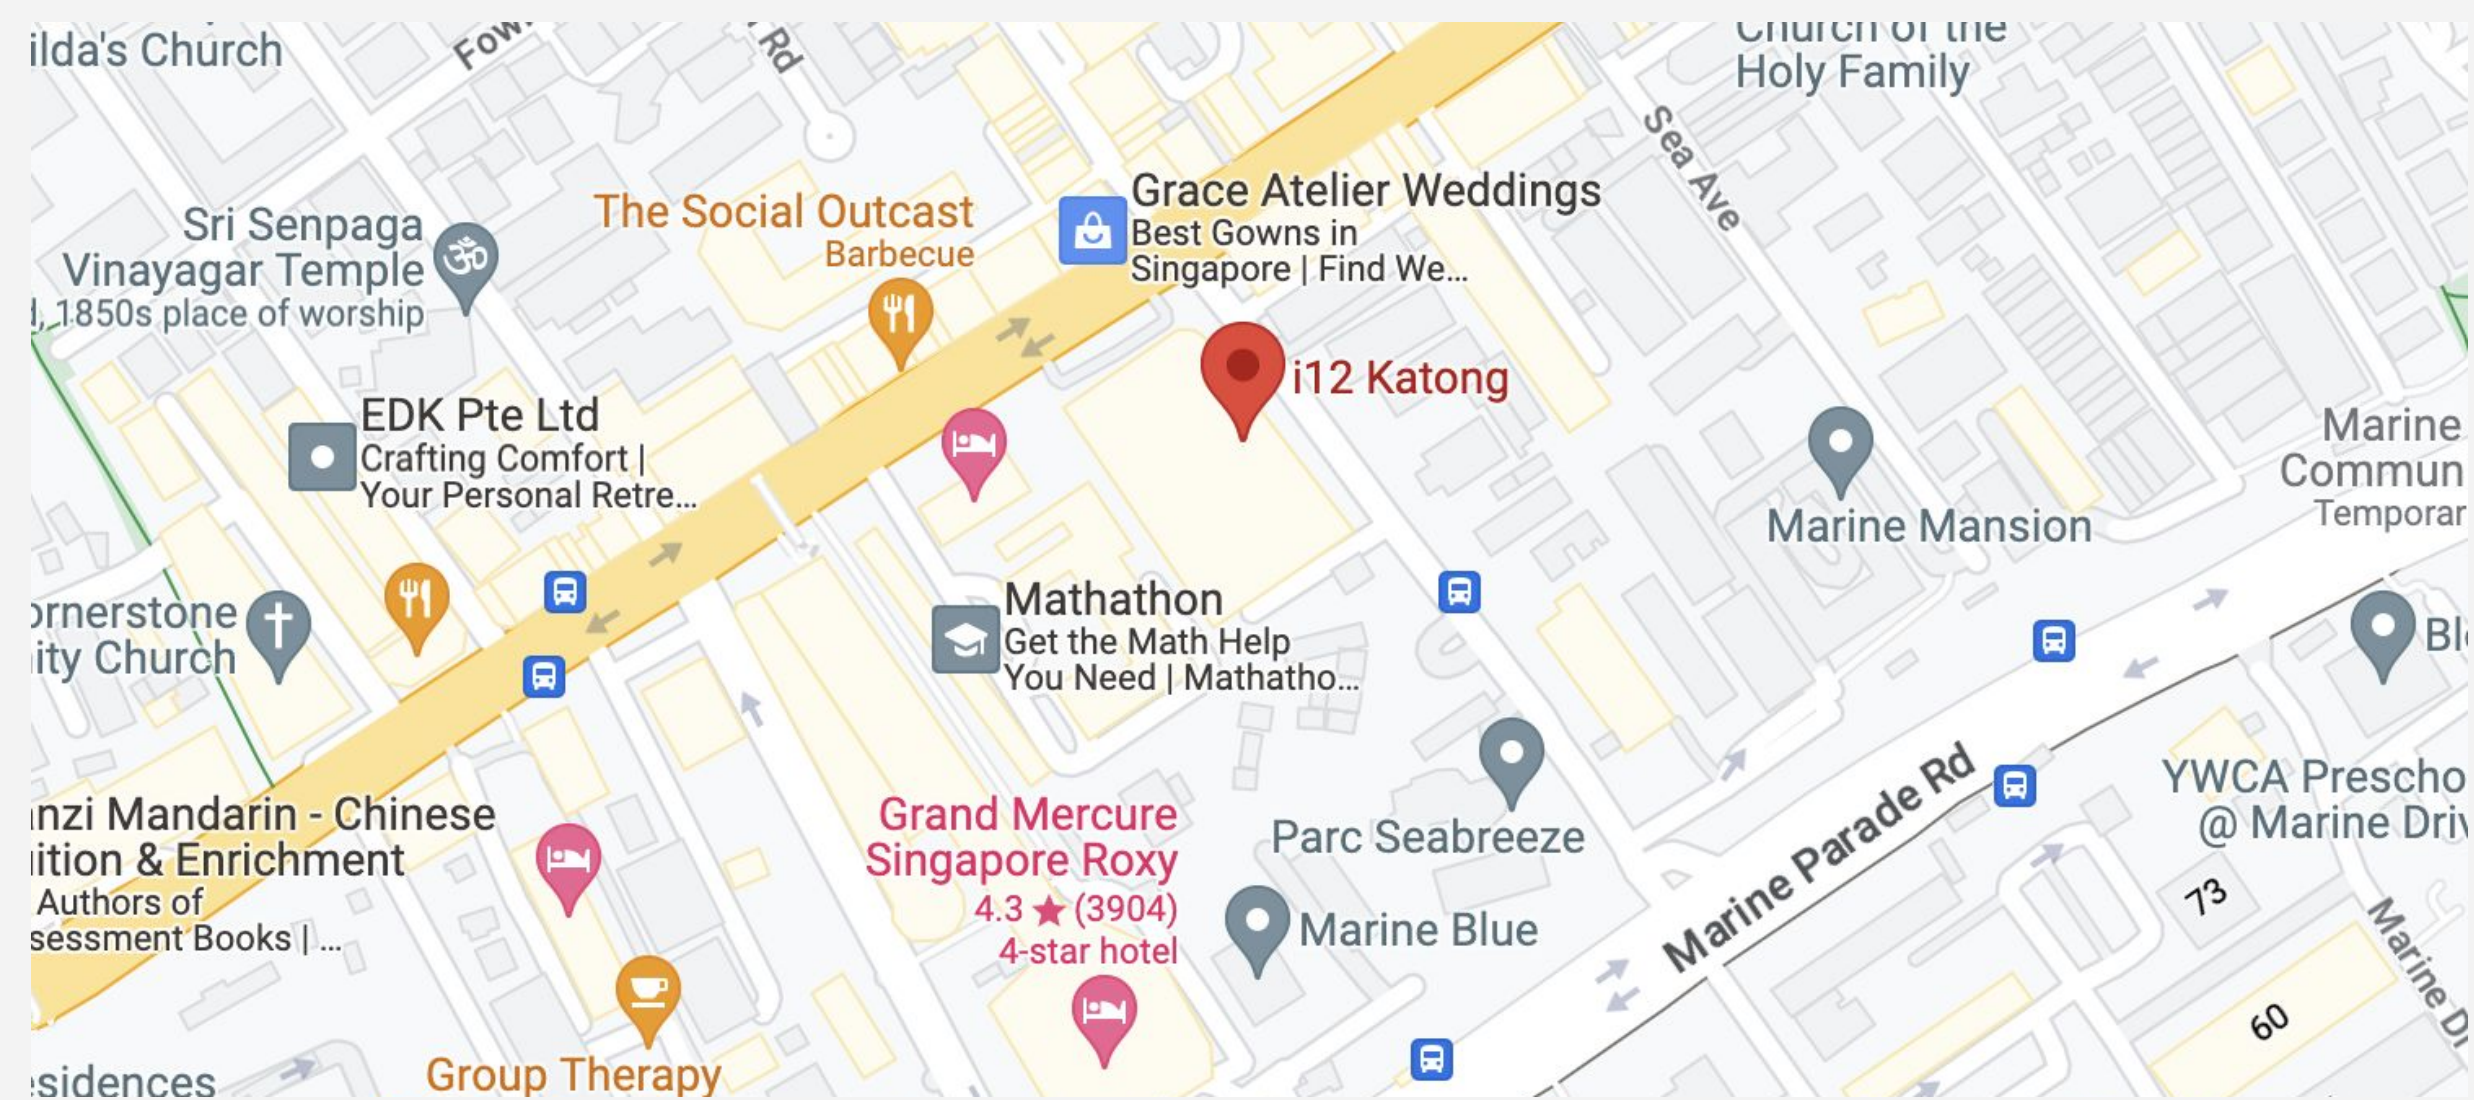 ilda's Church
Fow
Rd
Church of the
Holy Family
Sea Ave
Sri Senpaga
Vinayagar Temple
d, 1850s place of worship
The Social Outcast
Barbecue
Grace Atelier Weddings
Best Gowns in
Singapore | Find We...
i12 Katong
EDK Pte Ltd
Crafting Comfort |
Your Personal Retre...
Marine Mansion
Marine
Commun
Temporar
ornerstone
ity Church
Mathathon
Get the Math Help
You Need | Mathatho...
Bl
anzi Mandarin - Chinese
uition & Enrichment
Authors of
sessment Books | ...
Grand Mercure
Singapore Roxy
4.3 ★ (3904)
4-star hotel
Parc Seabreeze
Marine Blue
Marine Parade Rd
YWCA Prescho
@ Marine Driv
73
60
Marine D
Group Therapy
esidences